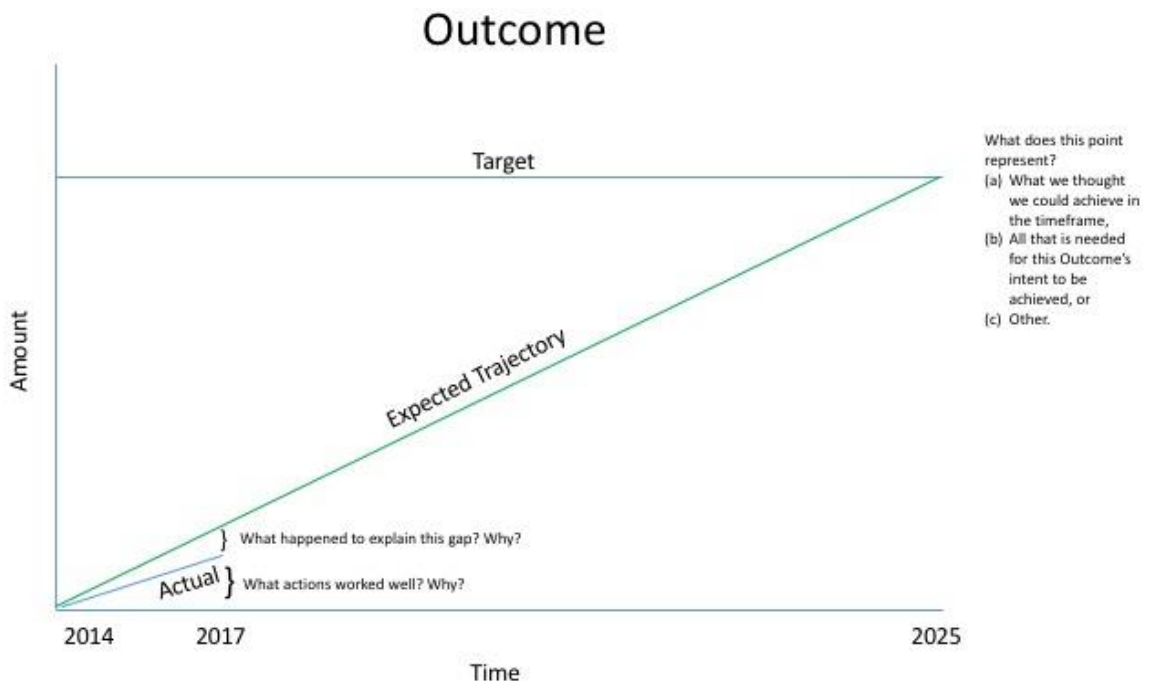 Outcome
Target
What does this point
represent?
(a) What we thought
we could achieve in
the timeframe,
(b) All that is needed
for this Outcome's
intent to be
achieved, or
(c) Other.
Amount
Expected Trajectory
} What happened to explain this gap? Why?
Actual } What actions worked well? Why?
2014 2017 2025
Time